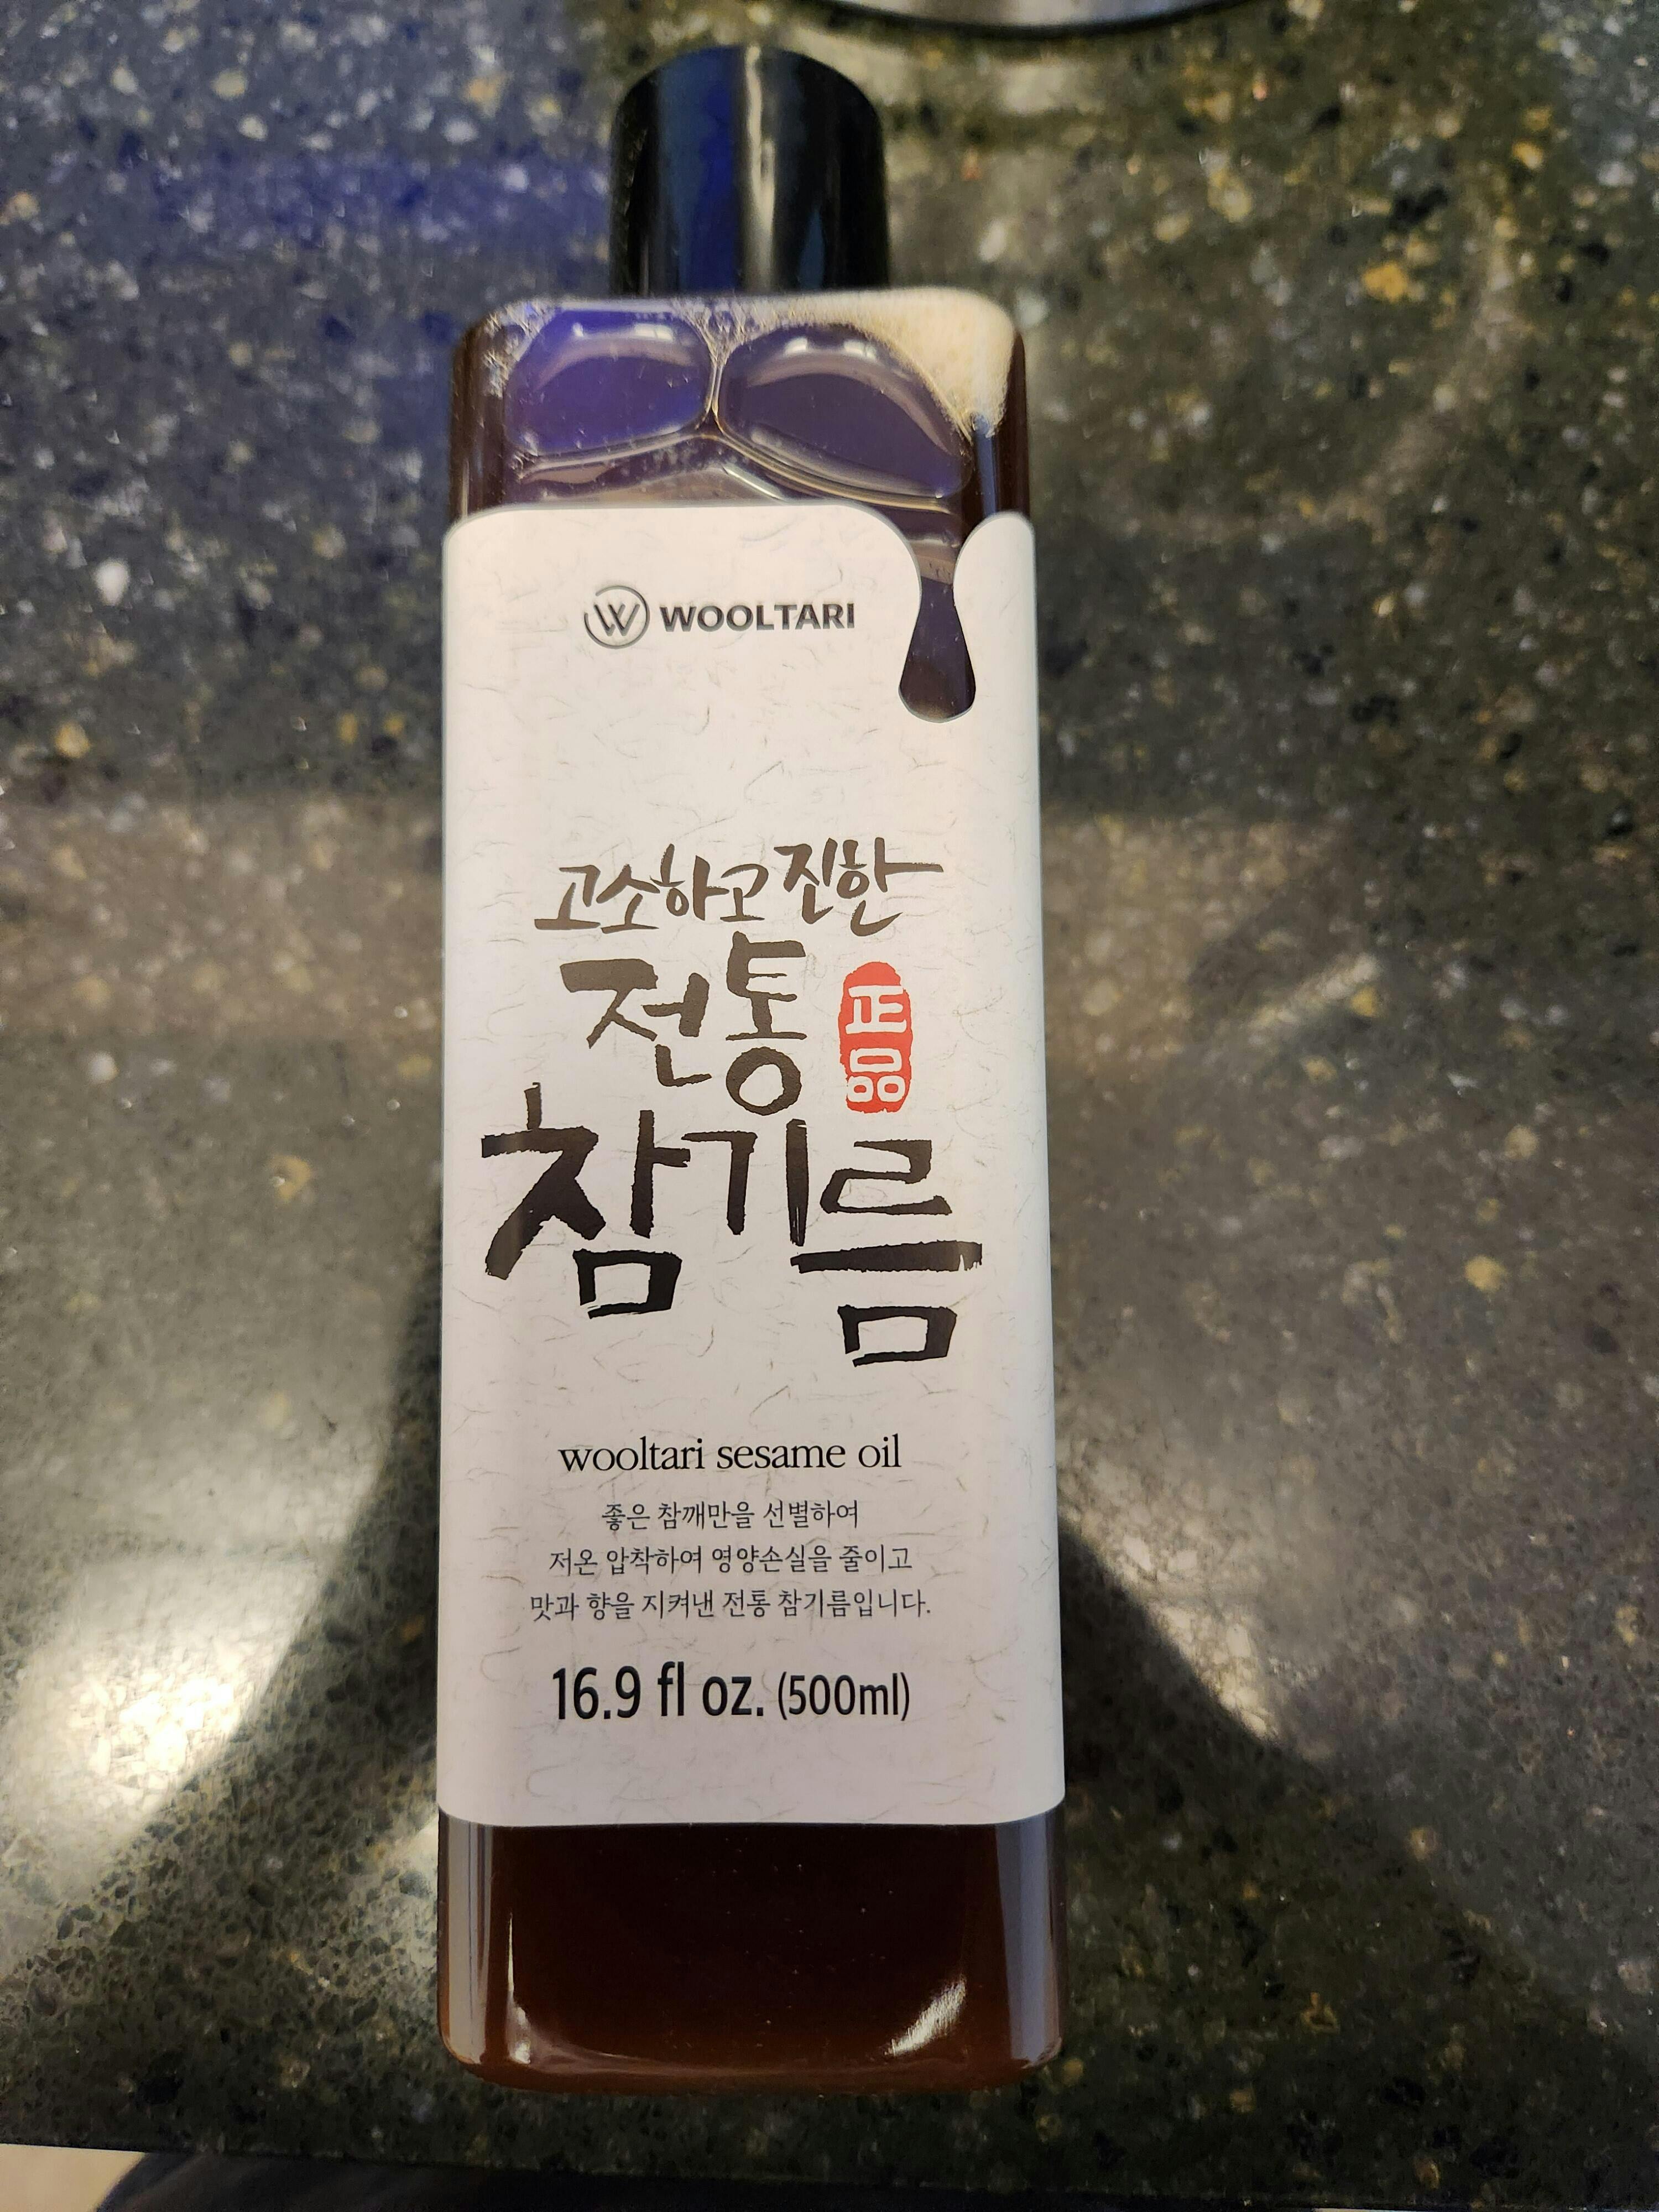 WOOLTARI
고소하고 진한
전통
正品
참기름
wooltari sesame oil
좋은 참깨만을 선별하여
저온 압착하여 영양손실을 줄이고
맛과 향을 지켜낸 전통 참기름입니다.
16.9 fl oz. (500ml)